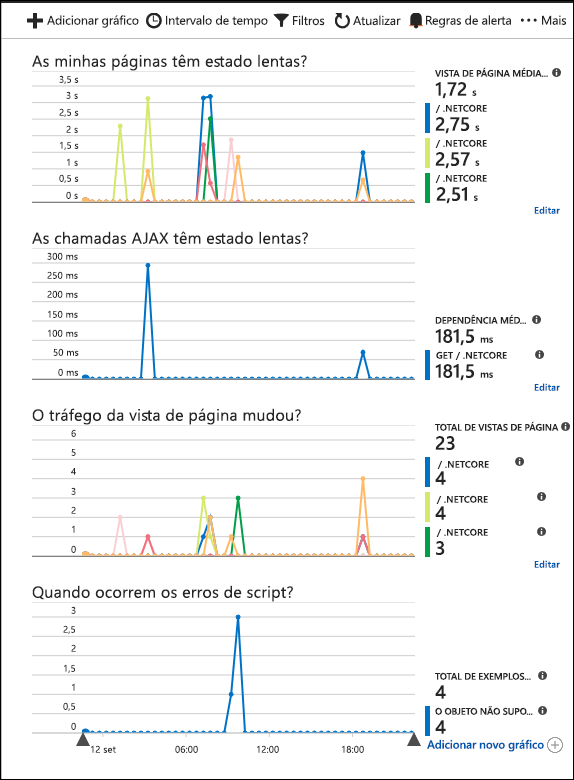 Adicionar gráfico Intervalo de tempo Filtros Atualizar Regras de alerta ••• Mais
As minhas páginas têm estado lentas?
3,5 s
3 s
2,5 s
2 s
1,5 s
1 s
0,5 s
0 s
VISTA DE PÁGINA MÉDIA...
1,72 s
/ .NETCORE
2,75 s
/ .NETCORE
2,57 s
/ .NETCORE
2,51 s
Editar
As chamadas AJAX têm estado lentas?
300 ms
250 ms
200 ms
150 ms
100 ms
50 ms
0 ms
DEPENDÊNCIA MÉD...
181,5 ms
GET / .NETCORE
181,5 ms
Editar
O tráfego da vista de página mudou?
6
5
4
3
2
1
0
TOTAL DE VISTAS DE PÁGINA
23
/ .NETCORE
4
/ .NETCORE
4
/ .NETCORE
3
Editar
Quando ocorrem os erros de script?
3
2,5
2
1,5
1
0,5
0
12 set 06:00 12:00 18:00
TOTAL DE EXEMPLOS...
4
O OBJETO NÃO SUPO...
4
Adicionar novo gráfico